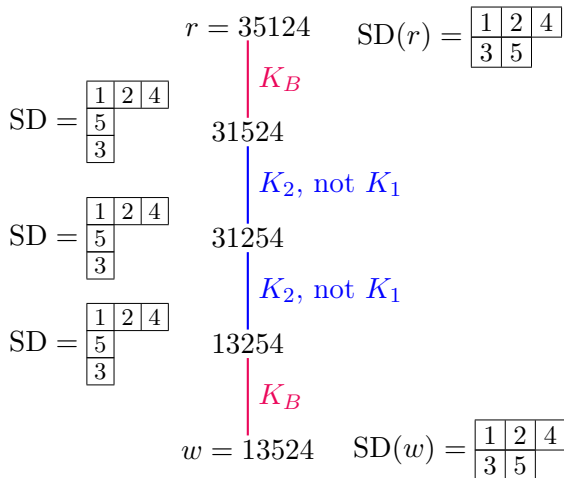 r = 35124 SD(r) =
1 2 4
3 5
K_B
SD =
1 2 4
5
3
31524
K_2, not K_1
SD =
1 2 4
5
3
31254
K_2, not K_1
SD =
1 2 4
5
3
13254
K_B
w = 13524 SD(w) =
1 2 4
3 5